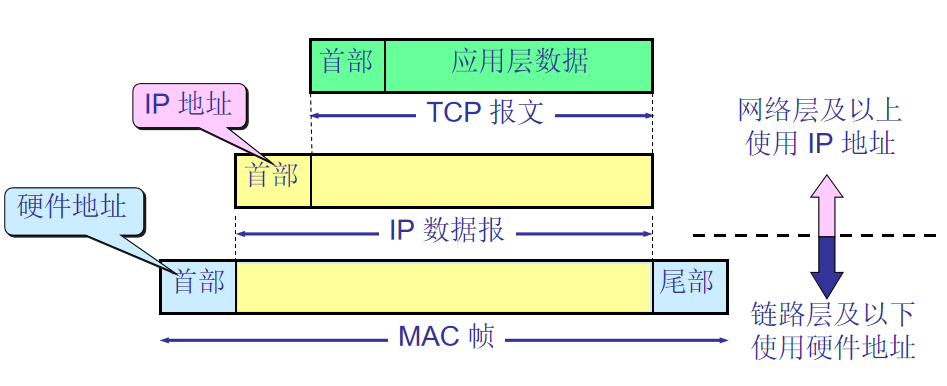 首部
应用层数据
IP 地址
TCP 报文
网络层及以上
使用 IP 地址
首部
硬件地址
IP 数据报
首部
尾部
链路层及以下
使用硬件地址
MAC 帧